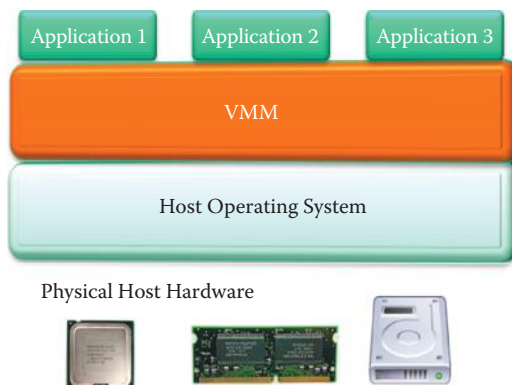 Application 1
Application 2
Application 3
VMM
Host Operating System
Physical Host Hardware